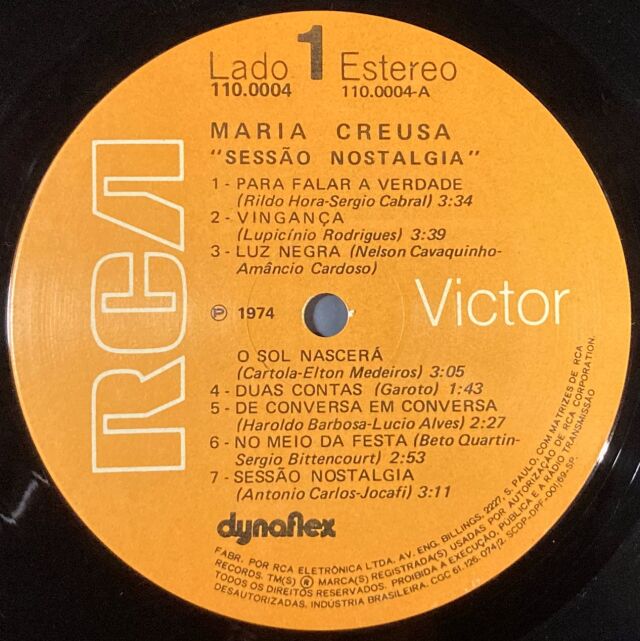 Lado 1 Estereo
110.0004 110.0004-A
MARIA CREUSA
"SESSÃO NOSTALGIA"
1 - PARA FALAR A VERDADE
(Rildo Hora-Sergio Cabral) 3:34
2 - VINGANÇA
(Lupicínio Rodrigues) 3:39
3 - LUZ NEGRA (Nelson Cavaquinho-
Amâncio Cardoso)
RCA
℗ 1974
Victor
O SOL NASCERÁ
(Cartola-Elton Medeiros) 3:05
4 - DUAS CONTAS (Garoto) 1:43
5 - DE CONVERSA EM CONVERSA
(Haroldo Barbosa-Lucio Alves) 2:27
6 - NO MEIO DA FESTA (Beto Quartin-
Sergio Bittencourt) 2:53
7 - SESSÃO NOSTALGIA
(Antonio Carlos-Jocafi) 3:11
dynaflex
FABR. POR RCA ELETRÔNICA LTDA. AV. ENG. BILLINGS, 2227, S. PAULO, COM MATRIZES DE RCA
RECORDS. TM(S) ® MARCA(S) REGISTRADA(S) USADAS POR AUTORIZAÇÃO DE RCA CORPORATION.
TODOS OS DIREITOS RESERVADOS. PROIBIDA A EXECUÇÃO, PÚBLICA E A RÁDIO TRANSMISSÃO
DESAUTORIZADAS. INDÚSTRIA BRASILEIRA. CGC 61.126.074/2. SCDP-DPF-001/69-SP.